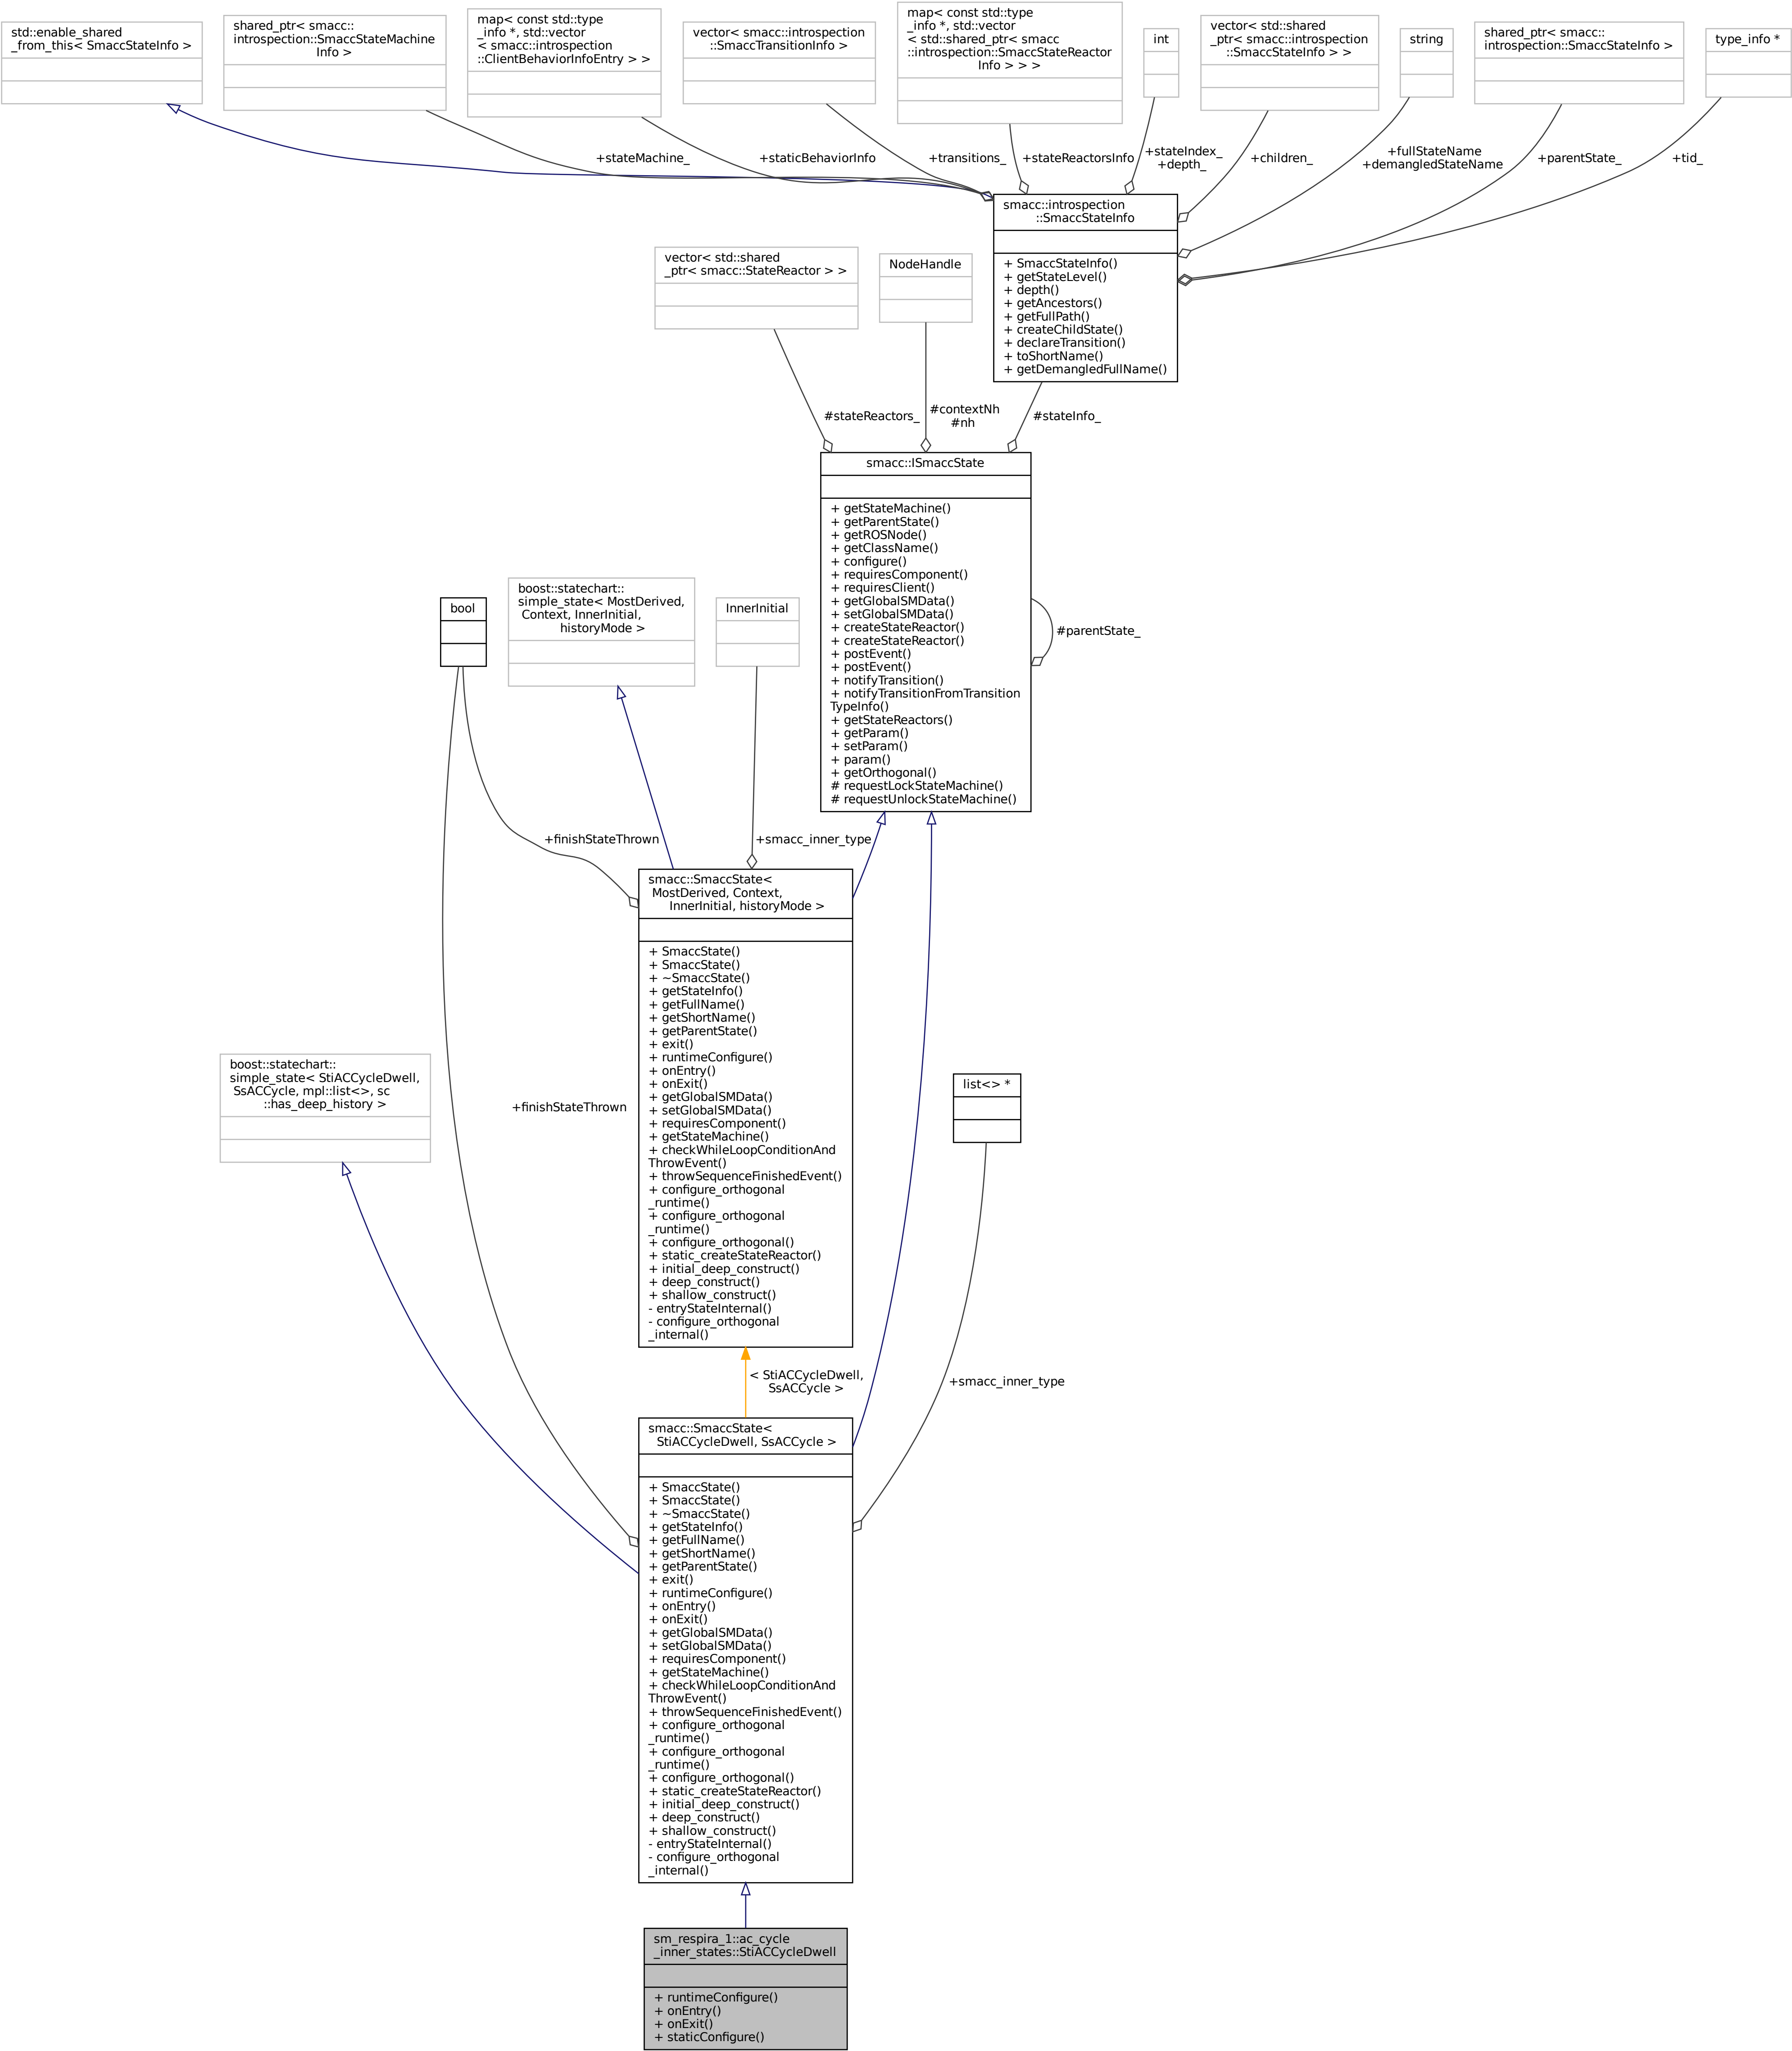 std::enable_shared
_from_this< SmaccStateInfo >
shared_ptr< smacc::
introspection::SmaccStateMachine
Info >
map< const std::type
_info *, std::vector
< smacc::introspection
::ClientBehaviorInfoEntry > >
vector< smacc::introspection
::SmaccTransitionInfo >
map< const std::type
_info *, std::vector
< std::shared_ptr< smacc
::introspection::SmaccStateReactor
Info > > >
int
vector< std::shared
_ptr< smacc::introspection
::SmaccStateInfo > >
string
shared_ptr< smacc::
introspection::SmaccStateInfo >
type_info *
+stateMachine_
+staticBehaviorInfo
+transitions_
+stateReactorsInfo
+stateIndex_
+depth_
+children_
+fullStateName
+demangledStateName
+parentState_
+tid_
smacc::introspection
::SmaccStateInfo
+ SmaccStateInfo()
+ getStateLevel()
+ depth()
+ getAncestors()
+ getFullPath()
+ createChildState()
+ declareTransition()
+ toShortName()
+ getDemangledFullName()
vector< std::shared
_ptr< smacc::StateReactor > >
NodeHandle
#stateReactors_
#contextNh
#nh
#stateInfo_
smacc::ISmaccState
+ getStateMachine()
+ getParentState()
+ getROSNode()
+ getClassName()
+ configure()
+ requiresComponent()
+ requiresClient()
+ getGlobalSMData()
+ setGlobalSMData()
+ createStateReactor()
+ createStateReactor()
+ postEvent()
+ postEvent()
+ notifyTransition()
+ notifyTransitionFromTransition
TypeInfo()
+ getStateReactors()
+ getParam()
+ setParam()
+ param()
+ getOrthogonal()
# requestLockStateMachine()
# requestUnlockStateMachine()
#parentState_
bool
boost::statechart::
simple_state< MostDerived,
Context, InnerInitial,
historyMode >
InnerInitial
+finishStateThrown
+smacc_inner_type
smacc::SmaccState<
MostDerived, Context,
InnerInitial, historyMode >
+ SmaccState()
+ SmaccState()
+ ~SmaccState()
+ getStateInfo()
+ getFullName()
+ getShortName()
+ getParentState()
+ exit()
+ runtimeConfigure()
+ onEntry()
+ onExit()
+ getGlobalSMData()
+ setGlobalSMData()
+ requiresComponent()
+ getStateMachine()
+ checkWhileLoopConditionAnd
ThrowEvent()
+ throwSequenceFinishedEvent()
+ configure_orthogonal
_runtime()
+ configure_orthogonal
_runtime()
+ configure_orthogonal()
+ static_createStateReactor()
+ initial_deep_construct()
+ deep_construct()
+ shallow_construct()
- entryStateInternal()
- configure_orthogonal
_internal()
boost::statechart::
simple_state< StiACCycleDwell,
SsACCycle, mpl::list<>, sc
::has_deep_history >
+finishStateThrown
list<> *
< StiACCycleDwell,
SsACCycle >
+smacc_inner_type
smacc::SmaccState<
StiACCycleDwell, SsACCycle >
+ SmaccState()
+ SmaccState()
+ ~SmaccState()
+ getStateInfo()
+ getFullName()
+ getShortName()
+ getParentState()
+ exit()
+ runtimeConfigure()
+ onEntry()
+ onExit()
+ getGlobalSMData()
+ setGlobalSMData()
+ requiresComponent()
+ getStateMachine()
+ checkWhileLoopConditionAnd
ThrowEvent()
+ throwSequenceFinishedEvent()
+ configure_orthogonal
_runtime()
+ configure_orthogonal
_runtime()
+ configure_orthogonal()
+ static_createStateReactor()
+ initial_deep_construct()
+ deep_construct()
+ shallow_construct()
- entryStateInternal()
- configure_orthogonal
_internal()
sm_respira_1::ac_cycle
_inner_states::StiACCycleDwell
+ runtimeConfigure()
+ onEntry()
+ onExit()
+ staticConfigure()